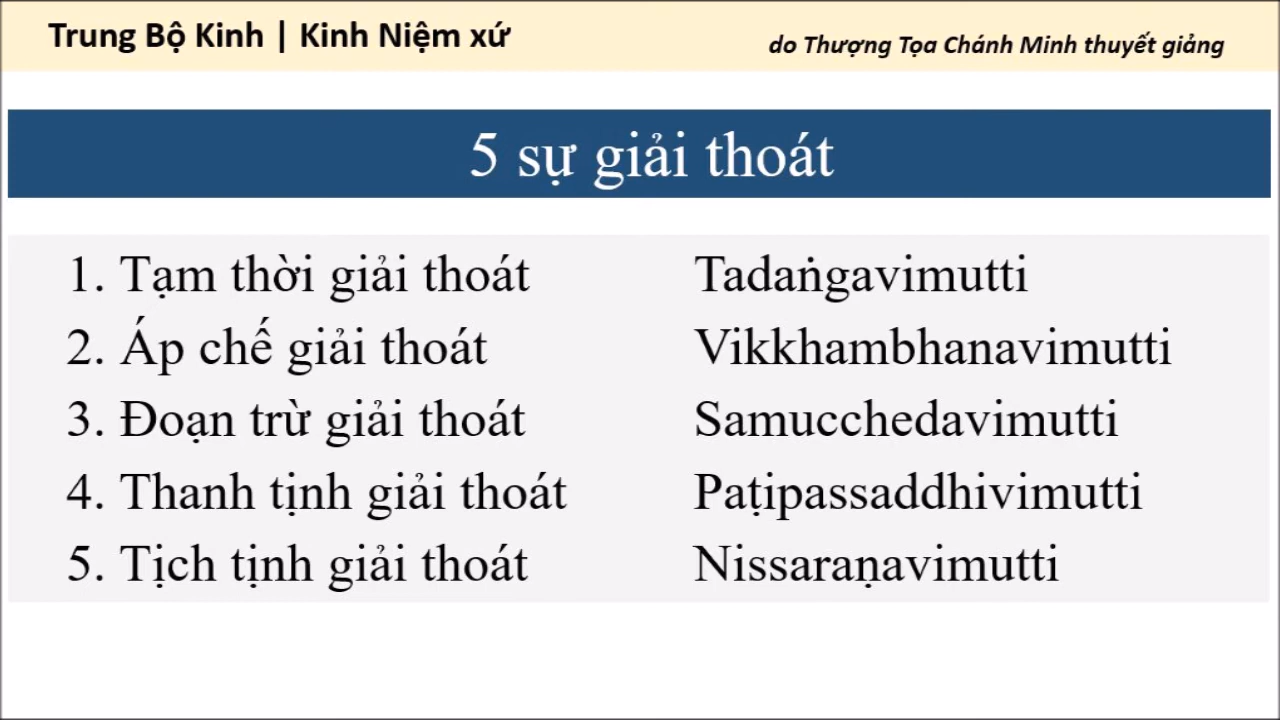 Trung Bộ Kinh | Kinh Niệm xứ
do Thượng Tọa Chánh Minh thuyết giảng
5 sự giải thoát
1. Tạm thời giải thoát Tadaṅgavimutti
2. Áp chế giải thoát Vikkhambhanavimutti
3. Đoạn trừ giải thoát Samucchedavimutti
4. Thanh tịnh giải thoát Paṭipassaddhivimutti
5. Tịch tịnh giải thoát Nissaraṇavimutti